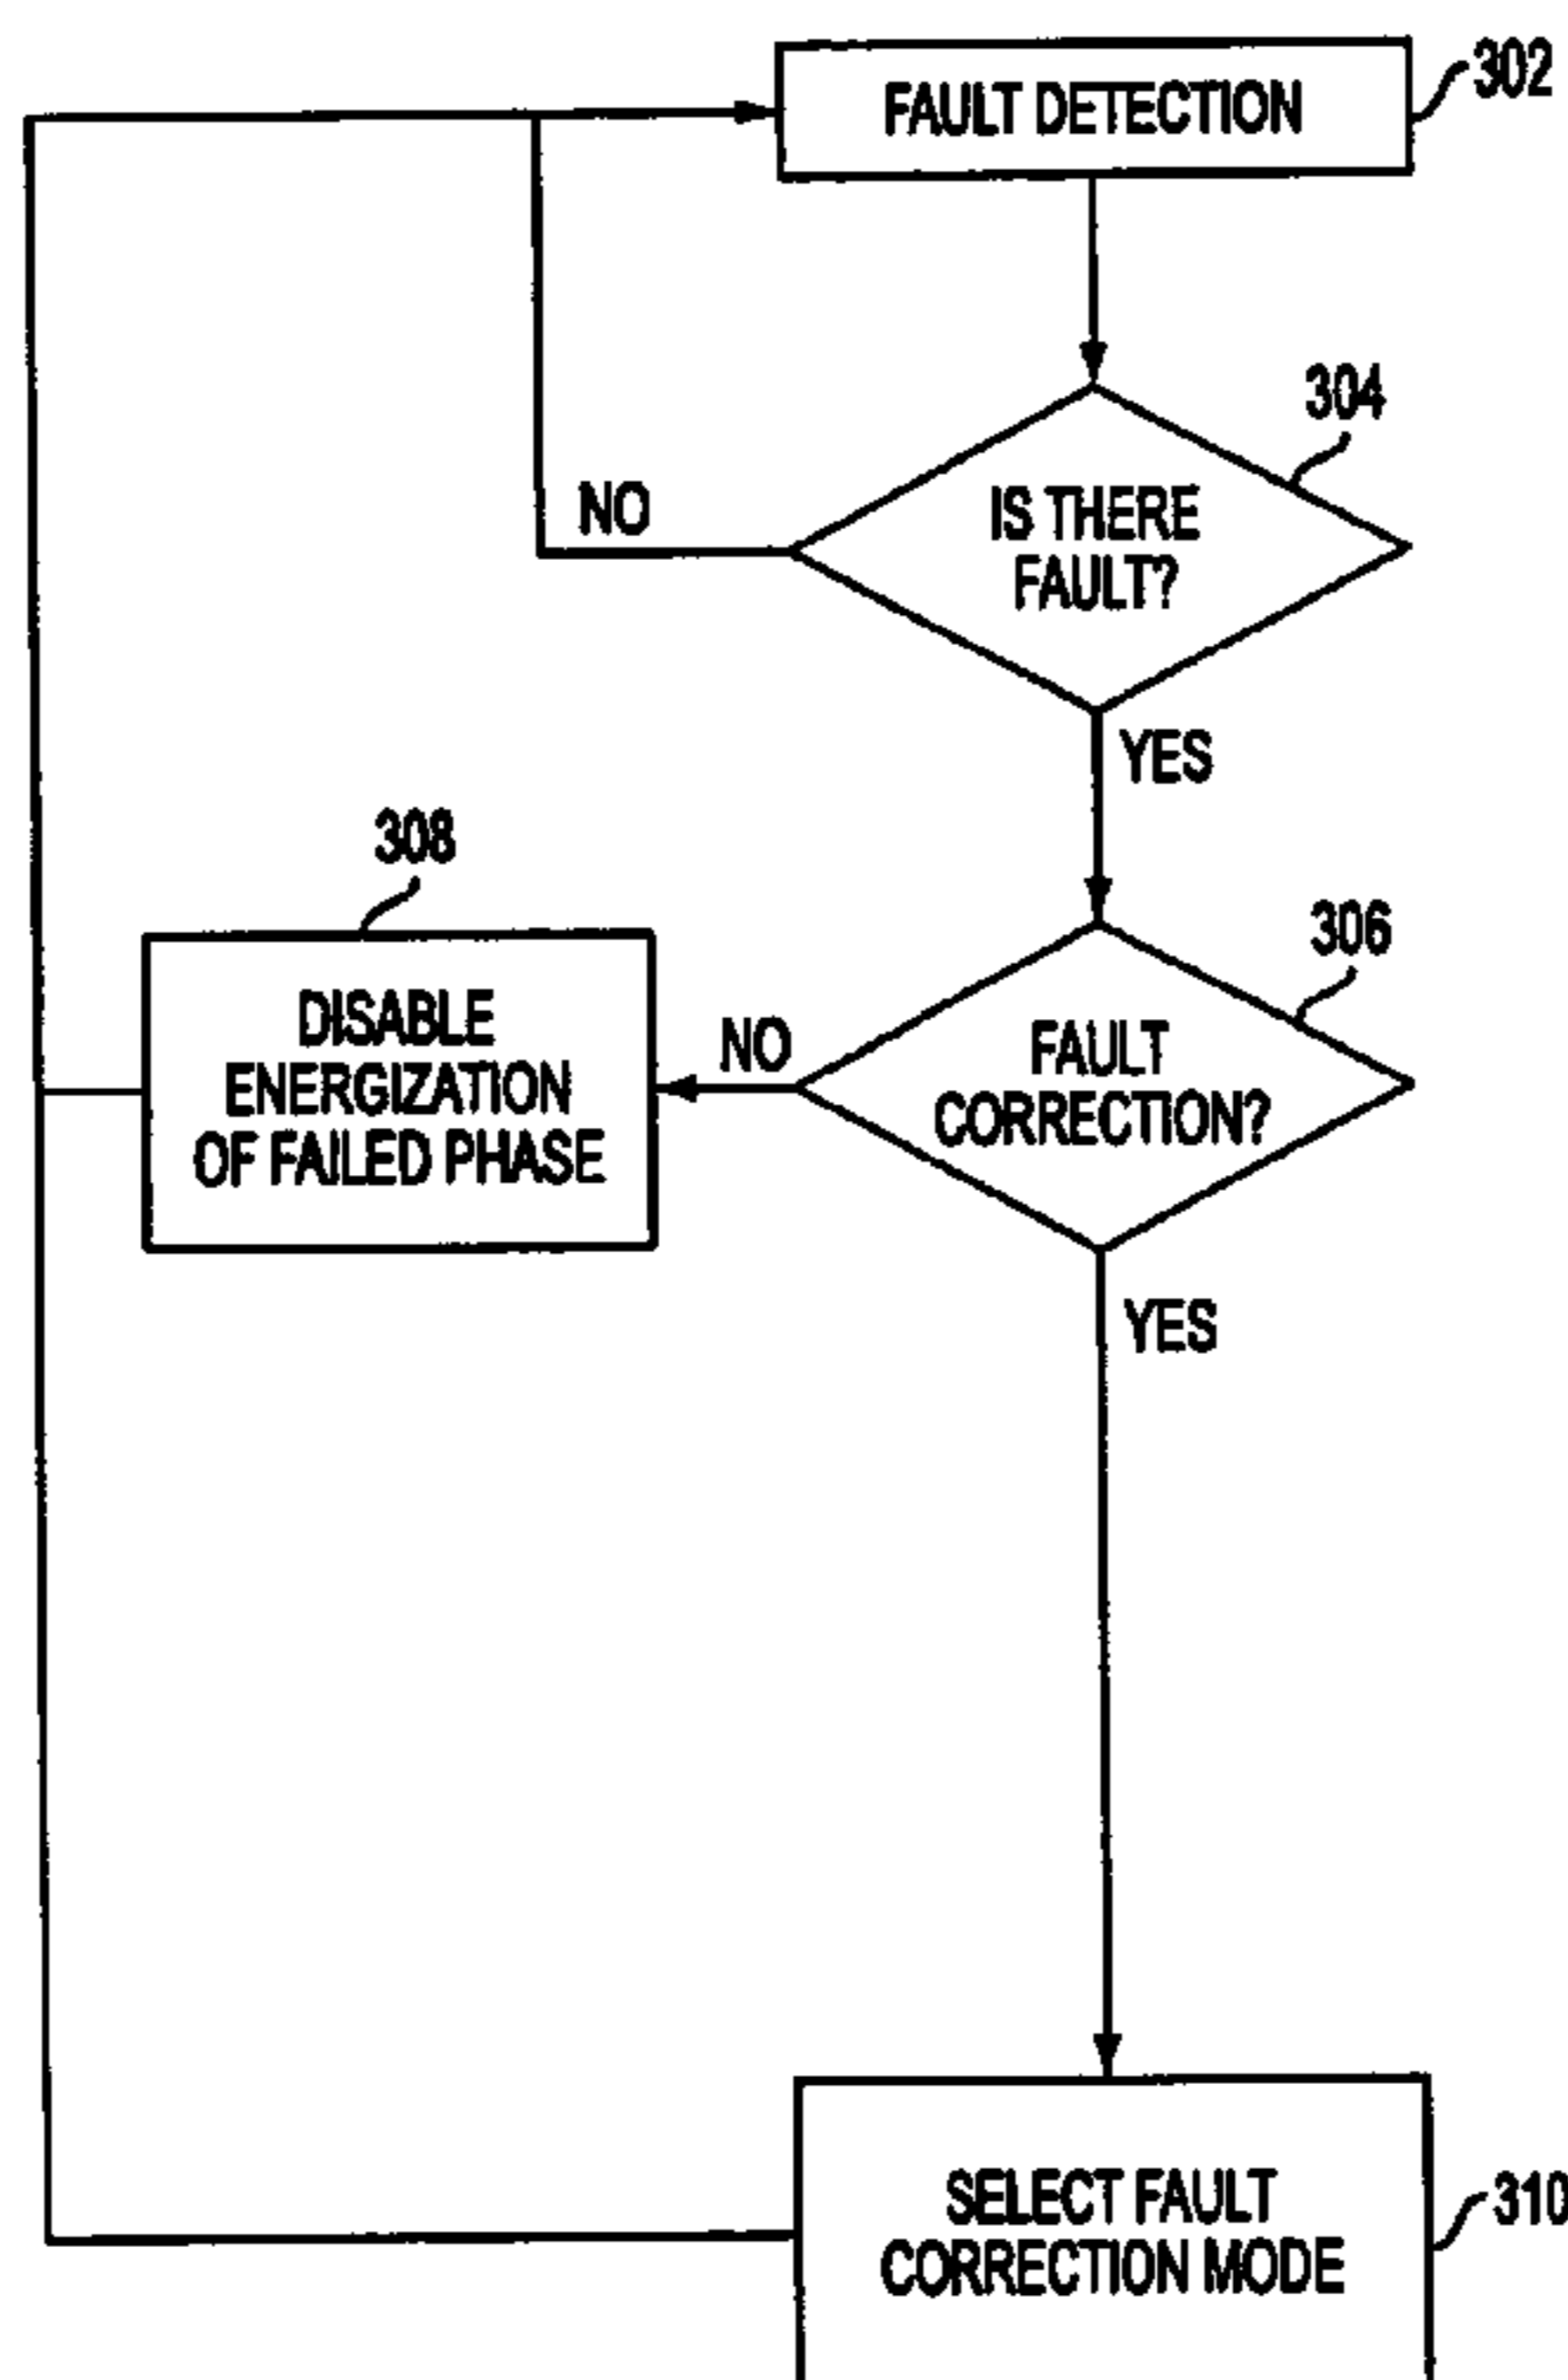 FAULT DETECTION
302
304
IS THERE
FAULT?
NO
YES
308
306
DISABLE
ENERGIZATION
OF FAILED PHASE
NO
FAULT
CORRECTION?
YES
SELECT FAULT
CORRECTION MODE
310